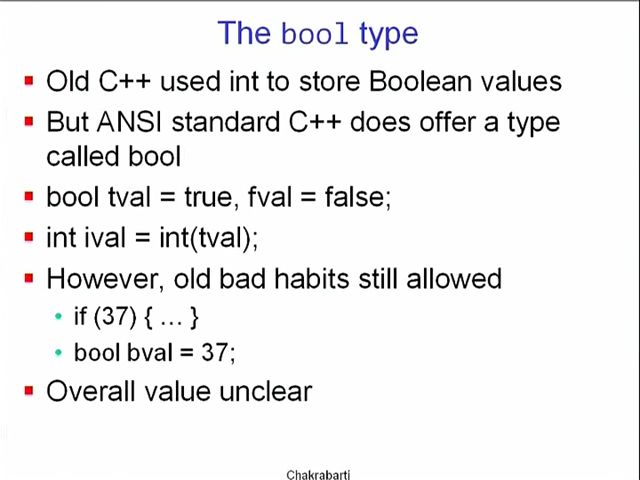 The bool type
Old C++ used int to store Boolean values
But ANSI standard C++ does offer a type
called bool
bool tval = true, fval = false;
int ival = int(tval);
However, old bad habits still allowed
if (37) { … }
bool bval = 37;
Overall value unclear
Chakrabarti